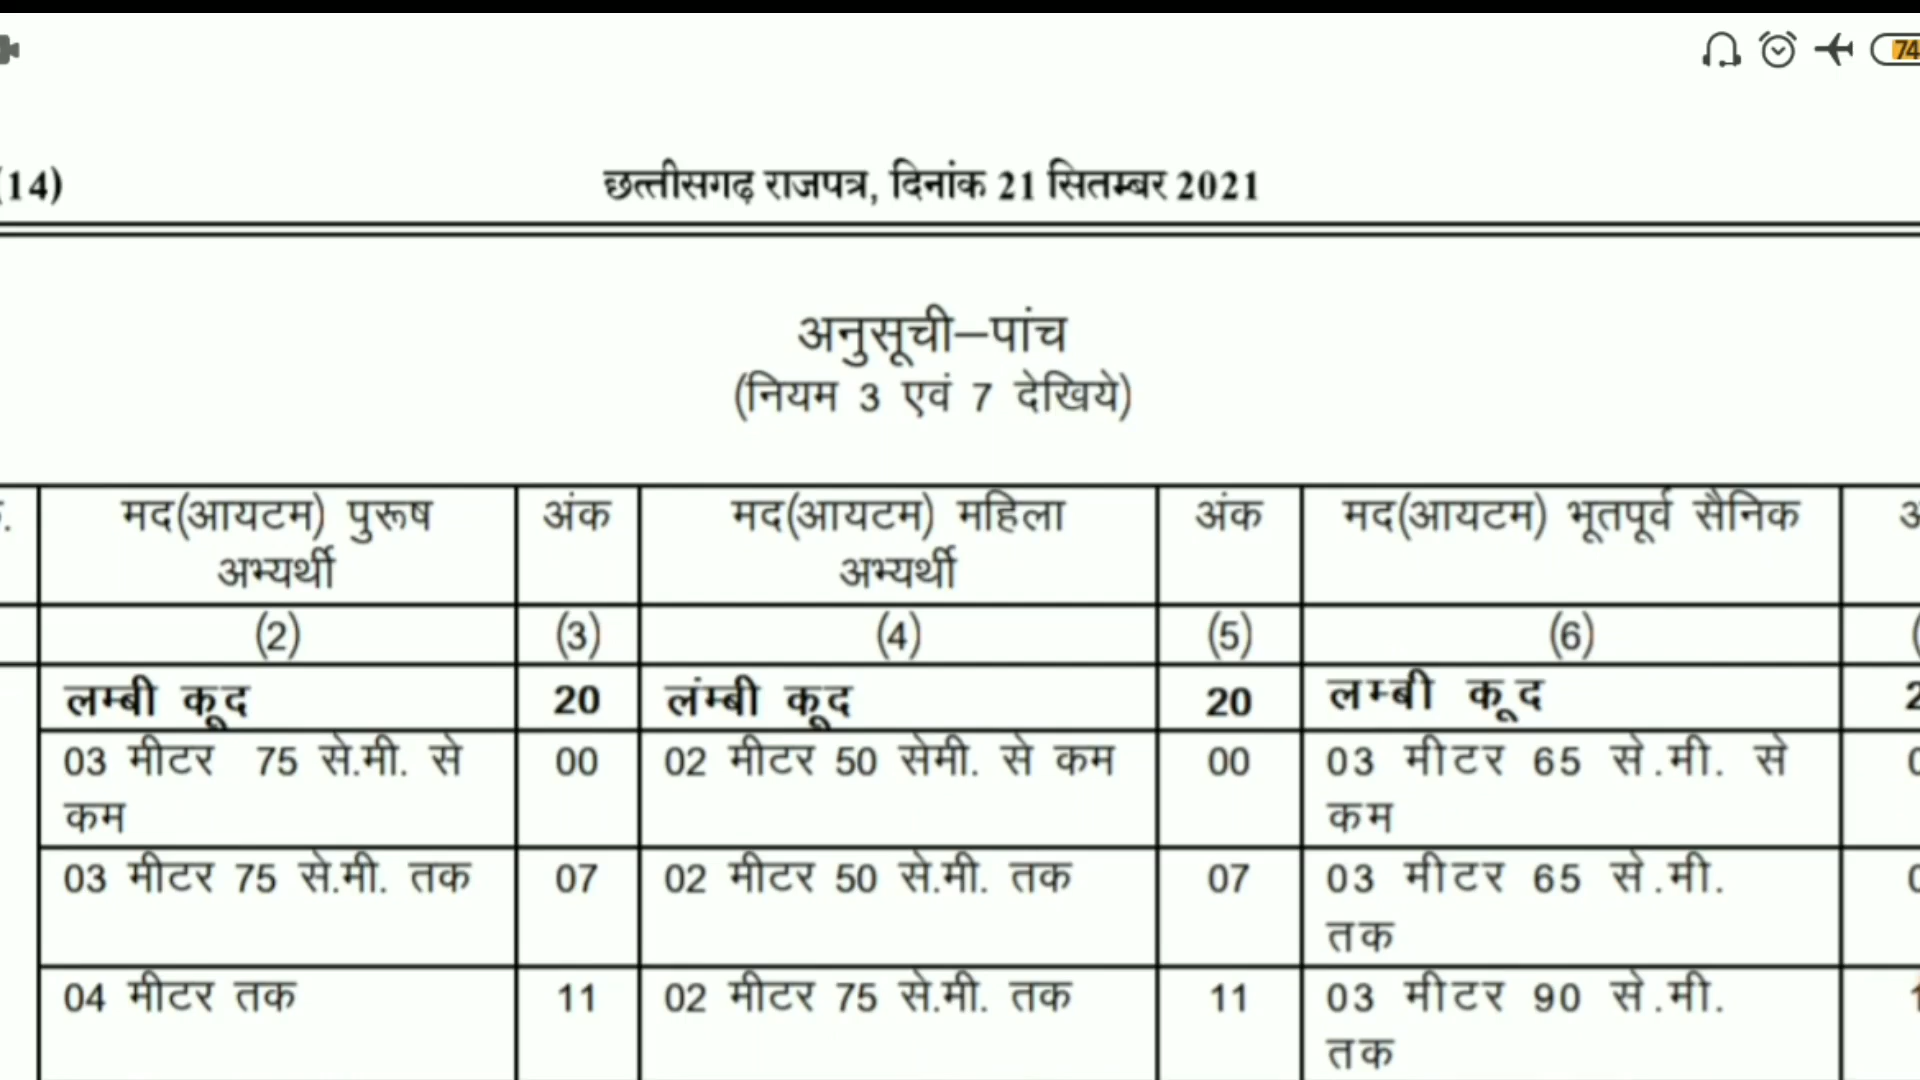 74
(14)
छत्तीसगढ़ राजपत्र, दिनांक 21 सितम्बर 2021
अनुसूची–पांच
(नियम 3 एवं 7 देखिये)
मद(आयटम) पुरूष अंक मद(आयटम) महिला अंक मद(आयटम) भूतपूर्व सैनिक
अभ्यर्थी अभ्यर्थी
(2) (3) (4) (5) (6)
लम्बी कूद 20 लंम्बी कूद 20 लम्बी कूद
03 मीटर 75 से.मी. से 00 02 मीटर 50 सेमी. से कम 00 03 मीटर 65 से.मी. से
कम कम
03 मीटर 75 से.मी. तक 07 02 मीटर 50 से.मी. तक 07 03 मीटर 65 से.मी.
तक
04 मीटर तक 11 02 मीटर 75 से.मी. तक 11 03 मीटर 90 से.मी.
तक